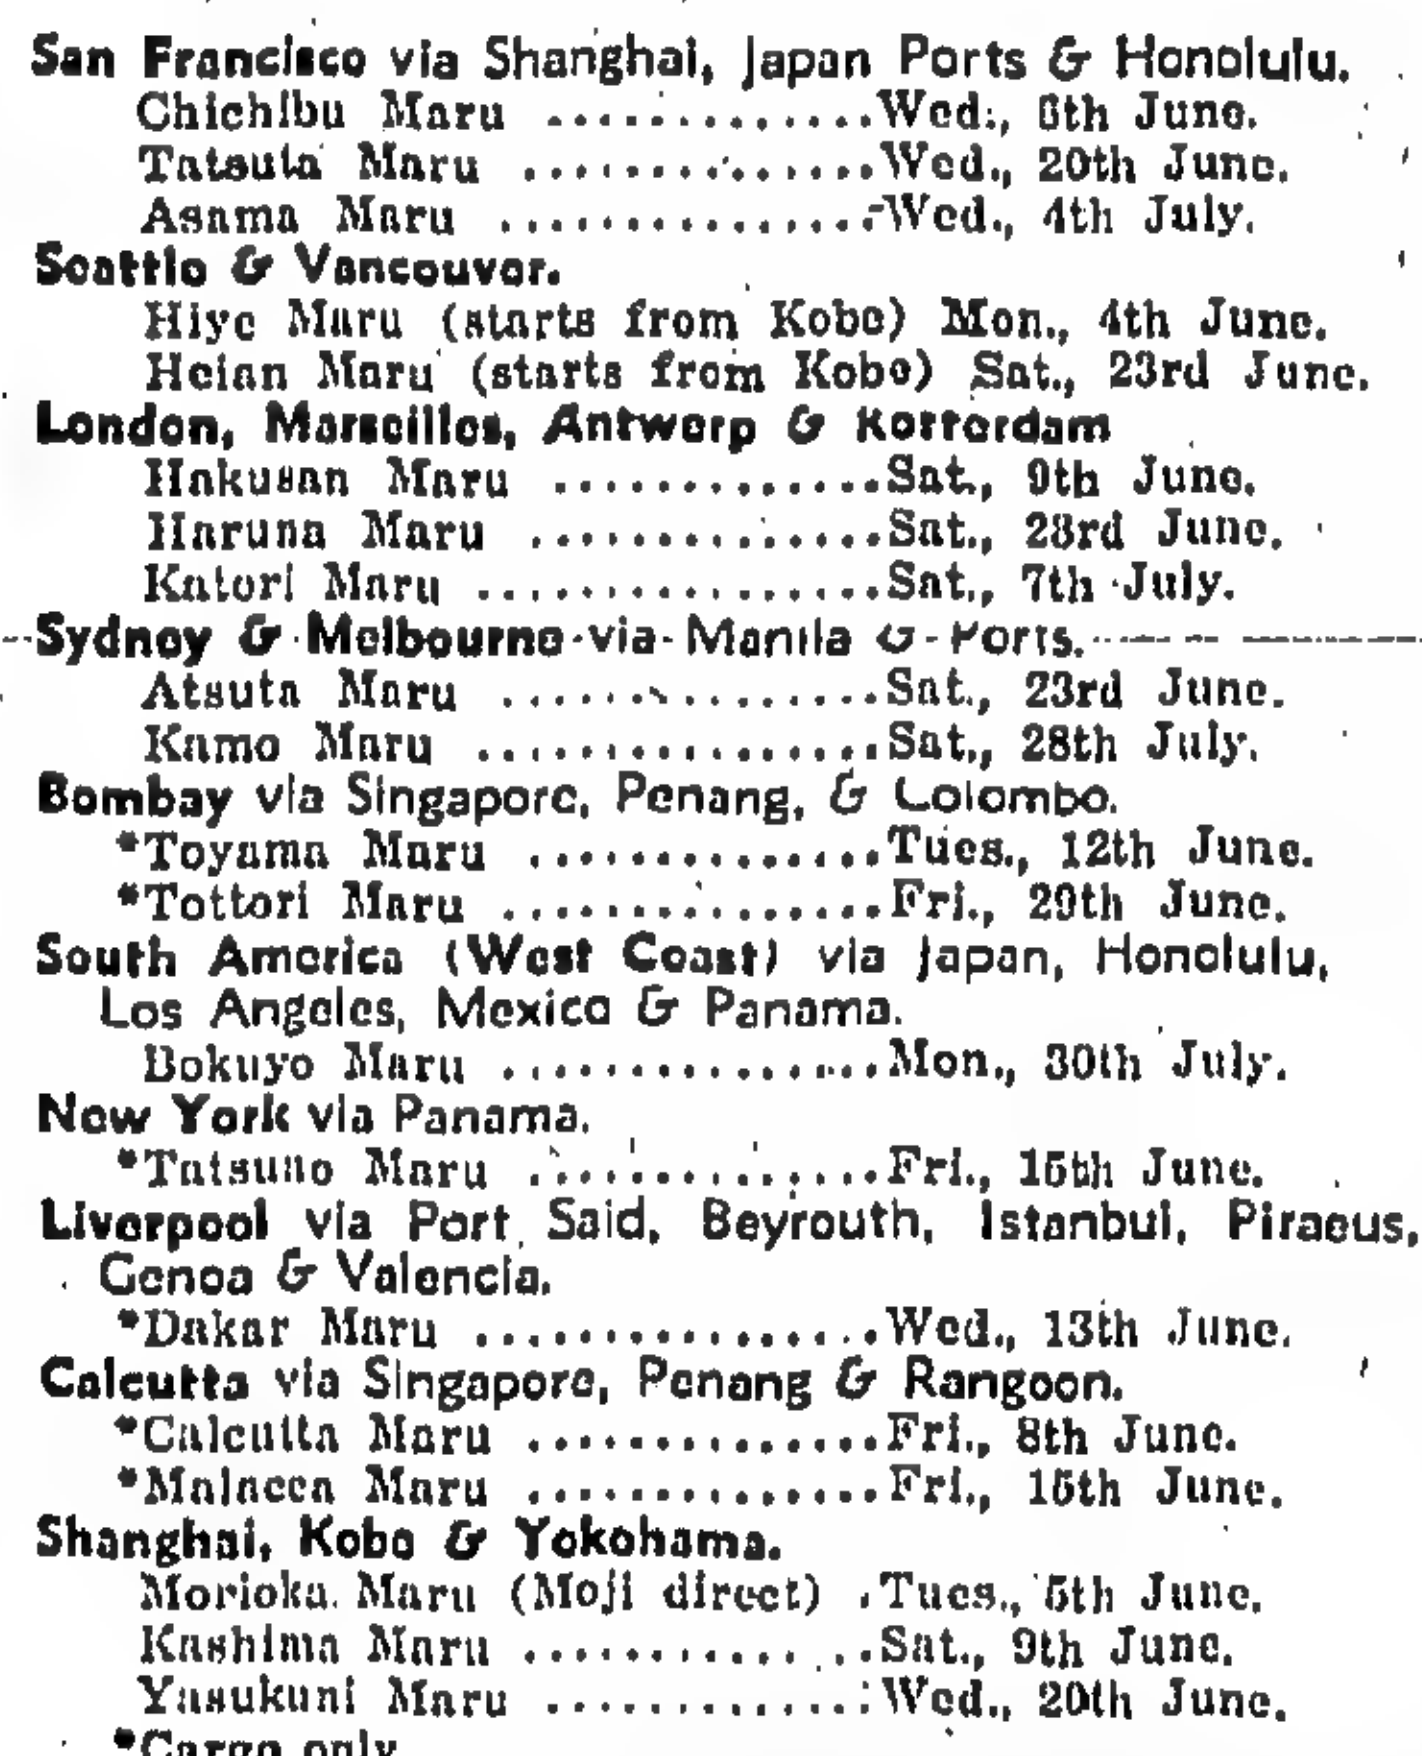 San Francisco via Shanghai, Japan Ports & Honolulu.
Chichibu Maru ..............Wed., 6th June.
Tatsuta Maru ..............Wed., 20th June.
Asama Maru ...............Wed., 4th July.
Seattle & Vancouver.
Hiye Maru (starts from Kobe) Mon., 4th June.
Heian Maru (starts from Kobe) Sat., 23rd June.
London, Marseilles, Antwerp & Rotterdam
Hakusan Maru .............Sat., 9th June.
Haruna Maru ..............Sat., 23rd June.
Katori Maru ................Sat., 7th July.
Sydney & Melbourne via Manila & Ports.
Atsuta Maru ...............Sat., 23rd June.
Kamo Maru ................Sat., 28th July.
Bombay via Singapore, Penang, & Colombo.
*Toyama Maru ..............Tues., 12th June.
*Tottori Maru ...............Fri., 29th June.
South America (West Coast) via Japan, Honolulu,
Los Angeles, Mexico & Panama.
Bokuyo Maru ...............Mon., 30th July.
New York via Panama.
*Tatsuno Maru ..............Fri., 15th June.
Liverpool via Port Said, Beyrouth, Istanbul, Piraeus,
Genoa & Valencia.
*Dakar Maru ................Wed., 13th June.
Calcutta via Singapore, Penang & Rangoon.
*Calcutta Maru ..............Fri., 8th June.
*Malacca Maru ..............Fri., 15th June.
Shanghai, Kobe & Yokohama.
Morioka Maru (Moji direct) .Tues., 5th June.
Kashima Maru .............Sat., 9th June.
Yasukuni Maru .............Wed., 20th June.
*Cargo only